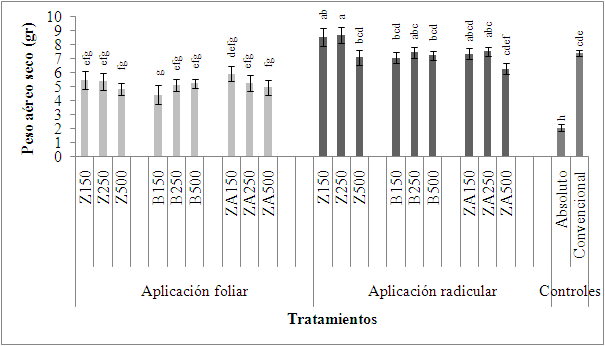 Peso aéreo seco (gr)
10
9
8
7
6
5
4
3
2
1
0
efg
efg
fg
g
efg
efg
defg
efg
fg
ab
a
bcd
bcd
abc
bcd
abcd
abc
cdef
h
cde
Z150
Z250
Z500
B150
B250
B500
ZA150
ZA250
ZA500
Z150
Z250
Z500
B150
B250
B500
ZA150
ZA250
ZA500
Absoluto
Convencional
Aplicación foliar
Aplicación radicular
Controles
Tratamientos